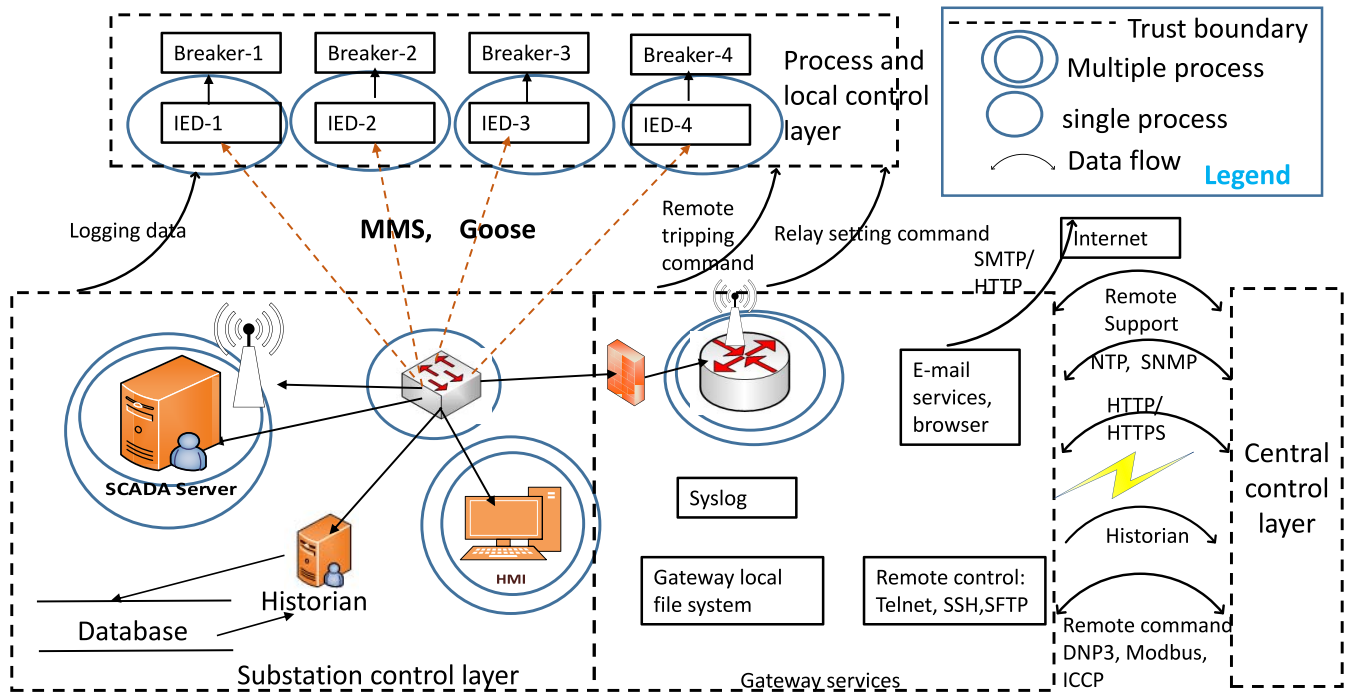 Breaker-1
Breaker-2
Breaker-3
Breaker-4
IED-1
IED-2
IED-3
IED-4
Process and
local control
layer
Trust boundary
Multiple process
single process
Data flow
Legend
Logging data
MMS, Goose
Remote
tripping
command
Relay setting command
SMTP/
HTTP
Internet
Remote
Support
NTP, SNMP
HTTP/
HTTPS
Historian
Remote command
DNP3, Modbus,
ICCP
Central
control
layer
SCADA Server
HMI
Historian
Database
Substation control layer
E-mail
services,
browser
Syslog
Gateway local
file system
Remote control:
Telnet, SSH,SFTP
Gateway services